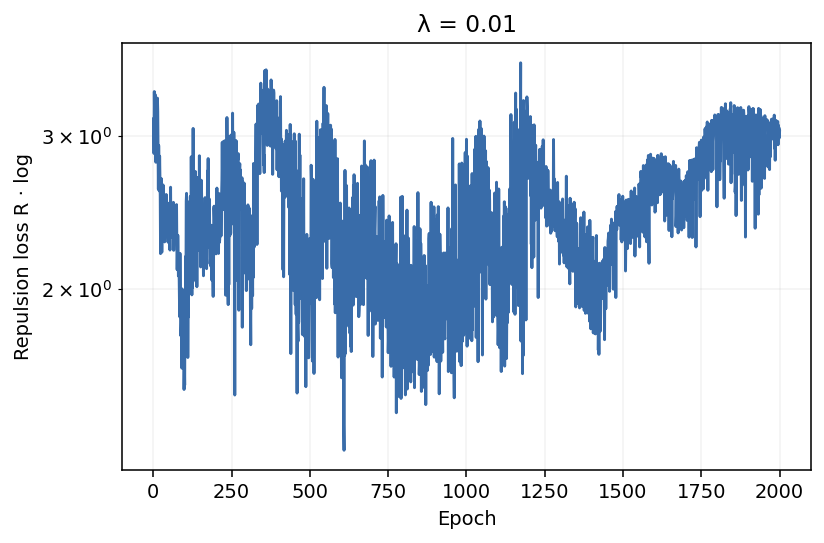 λ = 0.01
Repulsion loss R · log
3 × 10⁰
2 × 10⁰
0 250 500 750 1000 1250 1500 1750 2000
Epoch